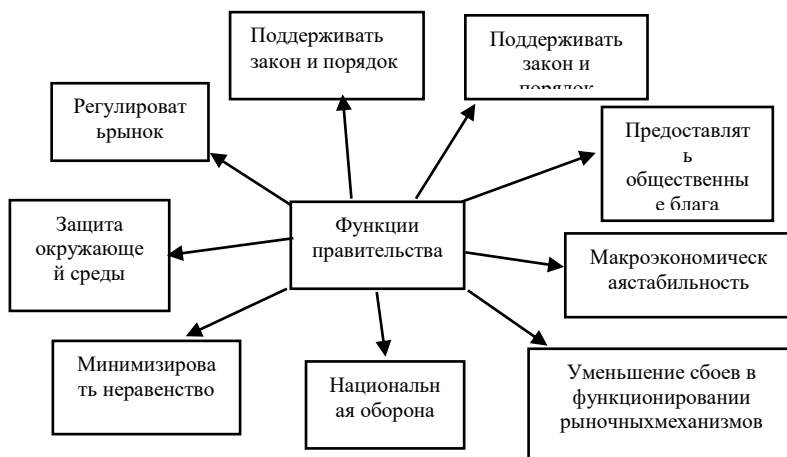 Поддерживать
закон и порядок
Поддерживать
закон и
порядок
Регулироват
ьрынок
Предоставлят
ь
общественны
е блага
Защита
окружающе
й среды
Функции
правительства
Макроэкономическ
аястабильность
Минимизирова
ть неравенство
Национальн
ая оборона
Уменьшение сбоев в
функционировании
рыночныхмеханизмов